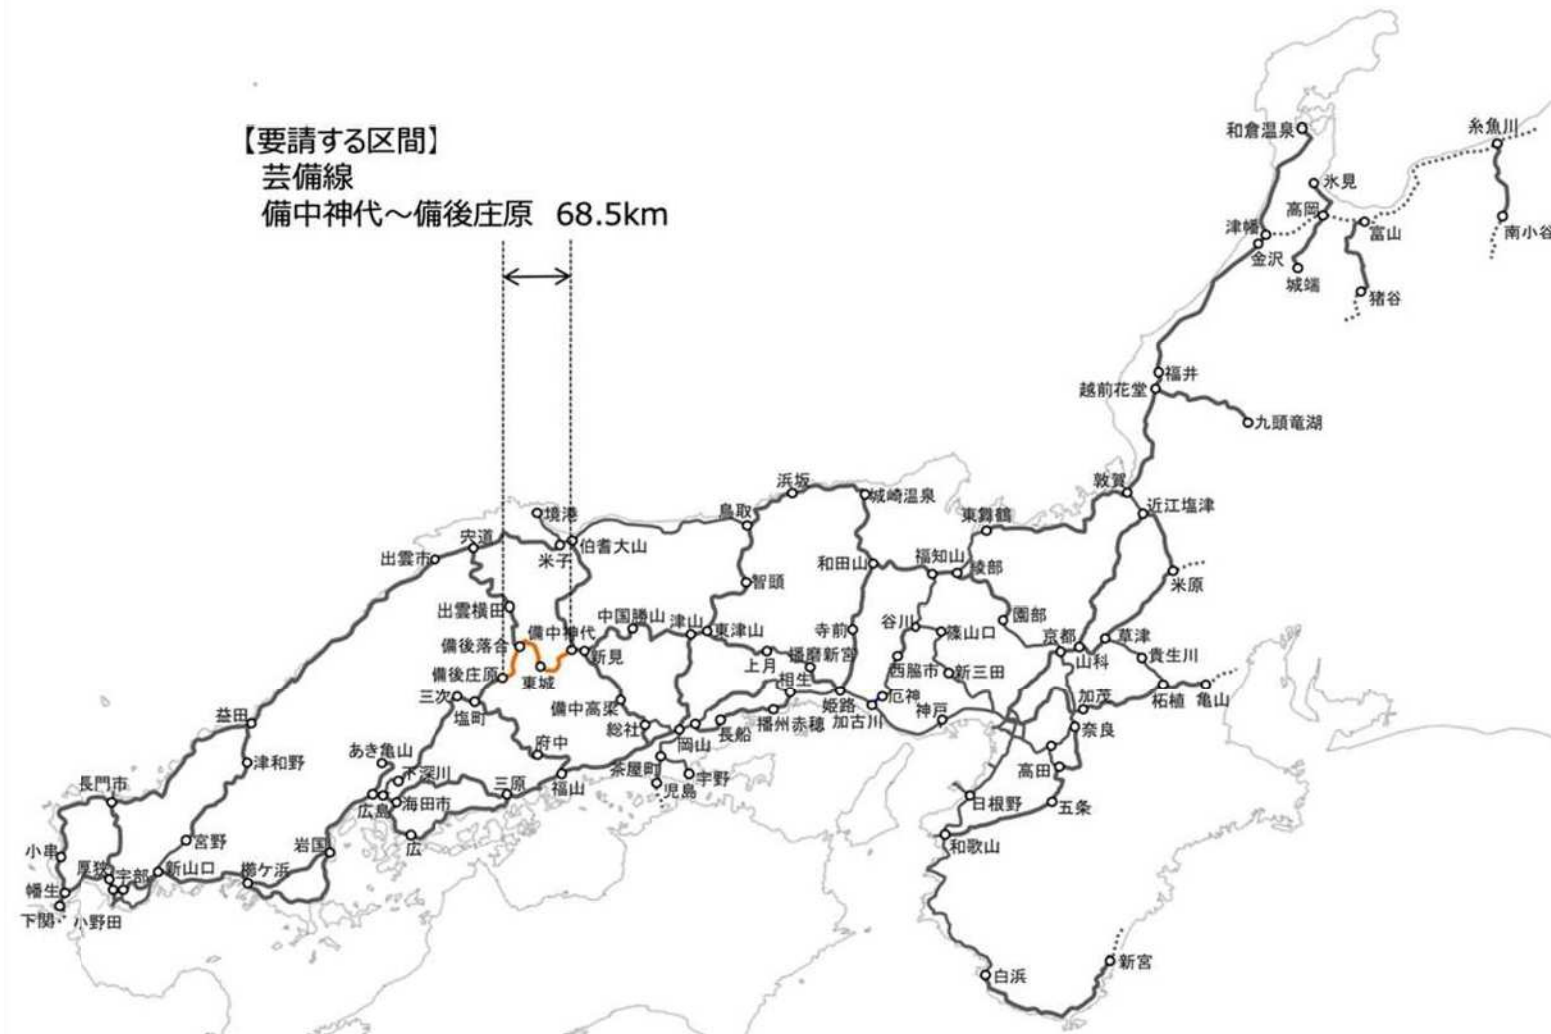 【要請する区間】
芸備線
備中神代～備後庄原 68.5km
和倉温泉
糸魚川
氷見
高岡
津幡
富山
南小谷
金沢
城端
猪谷
福井
越前花堂
九頭竜湖
敦賀
近江塩津
浜坂
城崎温泉
鳥取
東舞鶴
境港
宍道
出雲市
米子
伯耆大山
和田山
福知山
綾部
米原
智頭
出雲横田
中国勝山
津山
東津山
寺前
谷川
園部
篠山口
京都
草津
備中神代
備後落合
新見
山科
貴生川
上月
播磨新宮
西脇市
新三田
備後庄原
東城
相生
三次
塩町
備中高梁
姫路
厄神
加古川
神戸
加茂
柘植
亀山
播州赤穂
長船
総社
岡山
奈良
益田
府中
あき亀山
津和野
下深川
茶屋町
宇野
高田
長門市
三原
福山
児島
広島
海田市
日根野
五条
小串
宮野
岩国
広
和歌山
厚狭
宇部
新山口
櫛ケ浜
幡生
下関
小野田
白浜
新宮